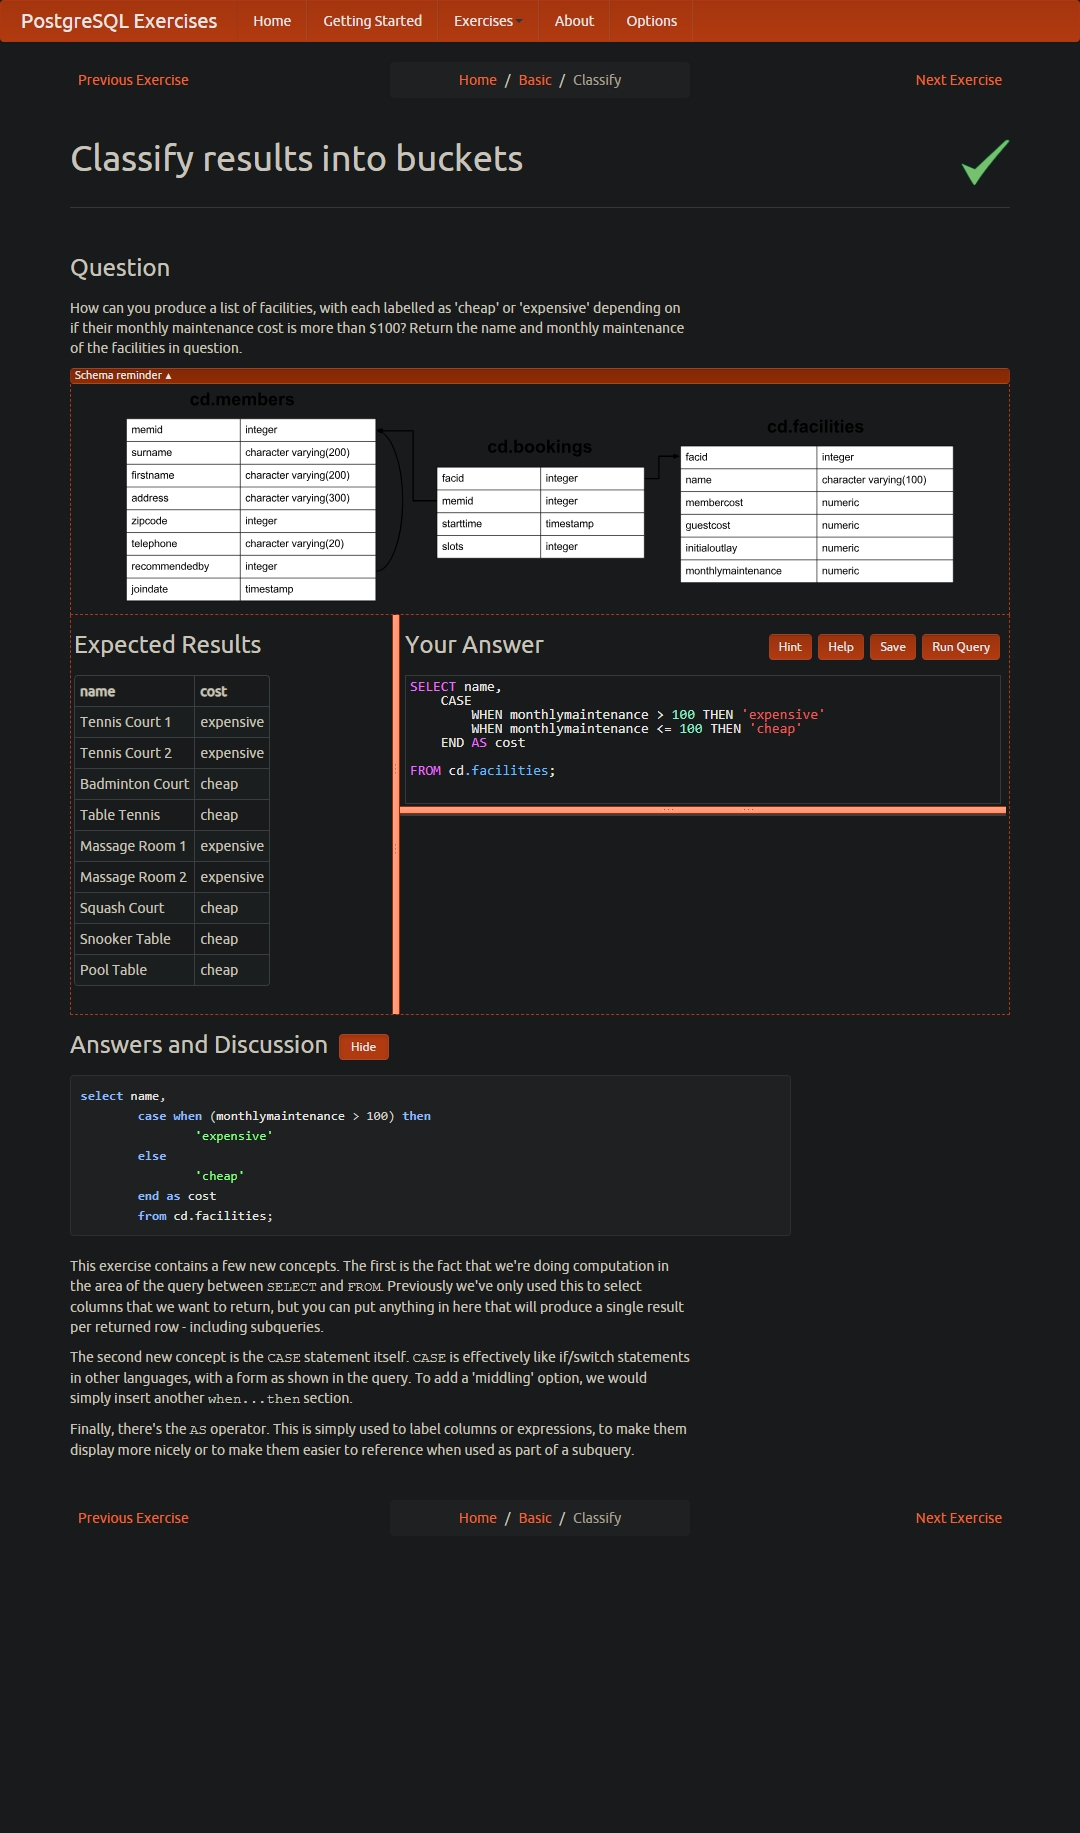 PostgreSQL Exercises Home Getting Started Exercises About Options
Previous Exercise Home / Basic / Classify Next Exercise
Classify results into buckets
Question
How can you produce a list of facilities, with each labelled as 'cheap' or 'expensive' depending on
if their monthly maintenance cost is more than $100? Return the name and monthly maintenance
of the facilities in question.
Schema reminder ▴
cd.members
memid integer
surname character varying(200)
firstname character varying(200)
address character varying(300)
zipcode integer
telephone character varying(20)
recommendedby integer
joindate timestamp
cd.bookings
facid integer
memid integer
starttime timestamp
slots integer
cd.facilities
facid integer
name character varying(100)
membercost numeric
guestcost numeric
initialoutlay numeric
monthlymaintenance numeric
Expected Results
name cost
Tennis Court 1 expensive
Tennis Court 2 expensive
Badminton Court cheap
Table Tennis cheap
Massage Room 1 expensive
Massage Room 2 expensive
Squash Court cheap
Snooker Table cheap
Pool Table cheap
Your Answer Hint Help Save Run Query
SELECT name,
    CASE
        WHEN monthlymaintenance > 100 THEN 'expensive'
        WHEN monthlymaintenance <= 100 THEN 'cheap'
    END AS cost
FROM cd.facilities;
Answers and Discussion Hide
select name,
        case when (monthlymaintenance > 100) then
                'expensive'
        else
                'cheap'
        end as cost
        from cd.facilities;
This exercise contains a few new concepts. The first is the fact that we're doing computation in
the area of the query between SELECT and FROM. Previously we've only used this to select
columns that we want to return, but you can put anything in here that will produce a single result
per returned row - including subqueries.
The second new concept is the CASE statement itself. CASE is effectively like if/switch statements
in other languages, with a form as shown in the query. To add a 'middling' option, we would
simply insert another when...then section.
Finally, there's the AS operator. This is simply used to label columns or expressions, to make them
display more nicely or to make them easier to reference when used as part of a subquery.
Previous Exercise Home / Basic / Classify Next Exercise